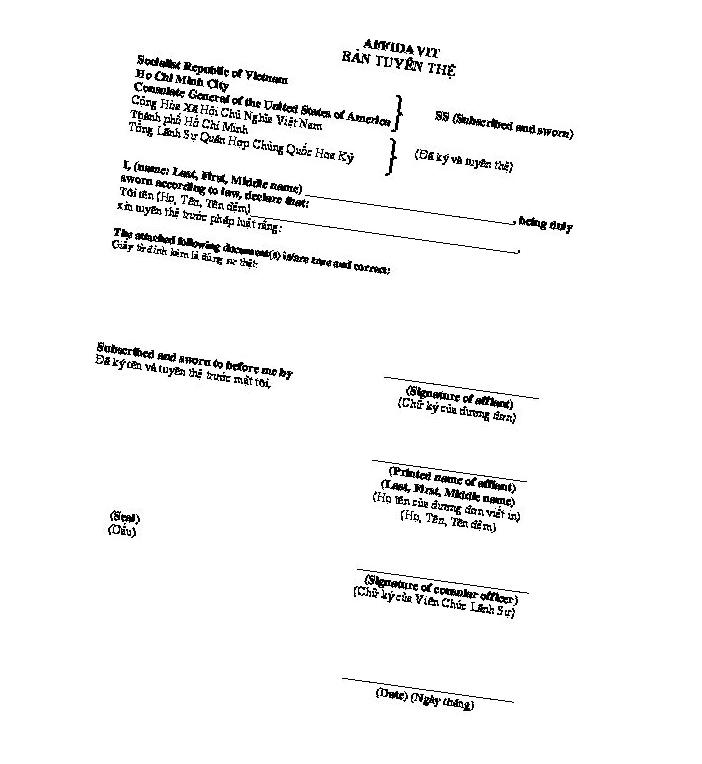 AFFIDAVIT
BẢN TUYÊN THỆ
Socialist Republic of Vietnam
Ho Chi Minh City
Consulate General of the United States of America
SS (Subscribed and sworn)
Cộng Hòa Xã Hội Chủ Nghĩa Việt Nam
Thành phố Hồ Chí Minh
Tổng Lãnh Sự Quán Hợp Chủng Quốc Hoa Kỳ
(Đã ký và tuyên thệ)
I, (name: Last, First, Middle name) ______________________________, being duly
sworn according to law, declare that:
Tôi tên (Họ, Tên, Tên đệm)______________________________________,
xin tuyên thệ trước pháp luật rằng:
The attached following document(s) is/are true and correct:
Giấy tờ đính kèm là đúng sự thật:
Subscribed and sworn to before me by
Đã ký tên và tuyên thệ trước mặt tôi,
(Signature of affiant)
(Chữ ký của đương đơn)
(Printed name of affiant)
(Last, First, Middle name)
(Họ tên của đương đơn viết in)
(Họ, Tên, Tên đệm)
(Seal)
(Dấu)
(Signature of consular officer)
(Chữ ký của Viên Chức Lãnh Sự)
(Date) (Ngày tháng)